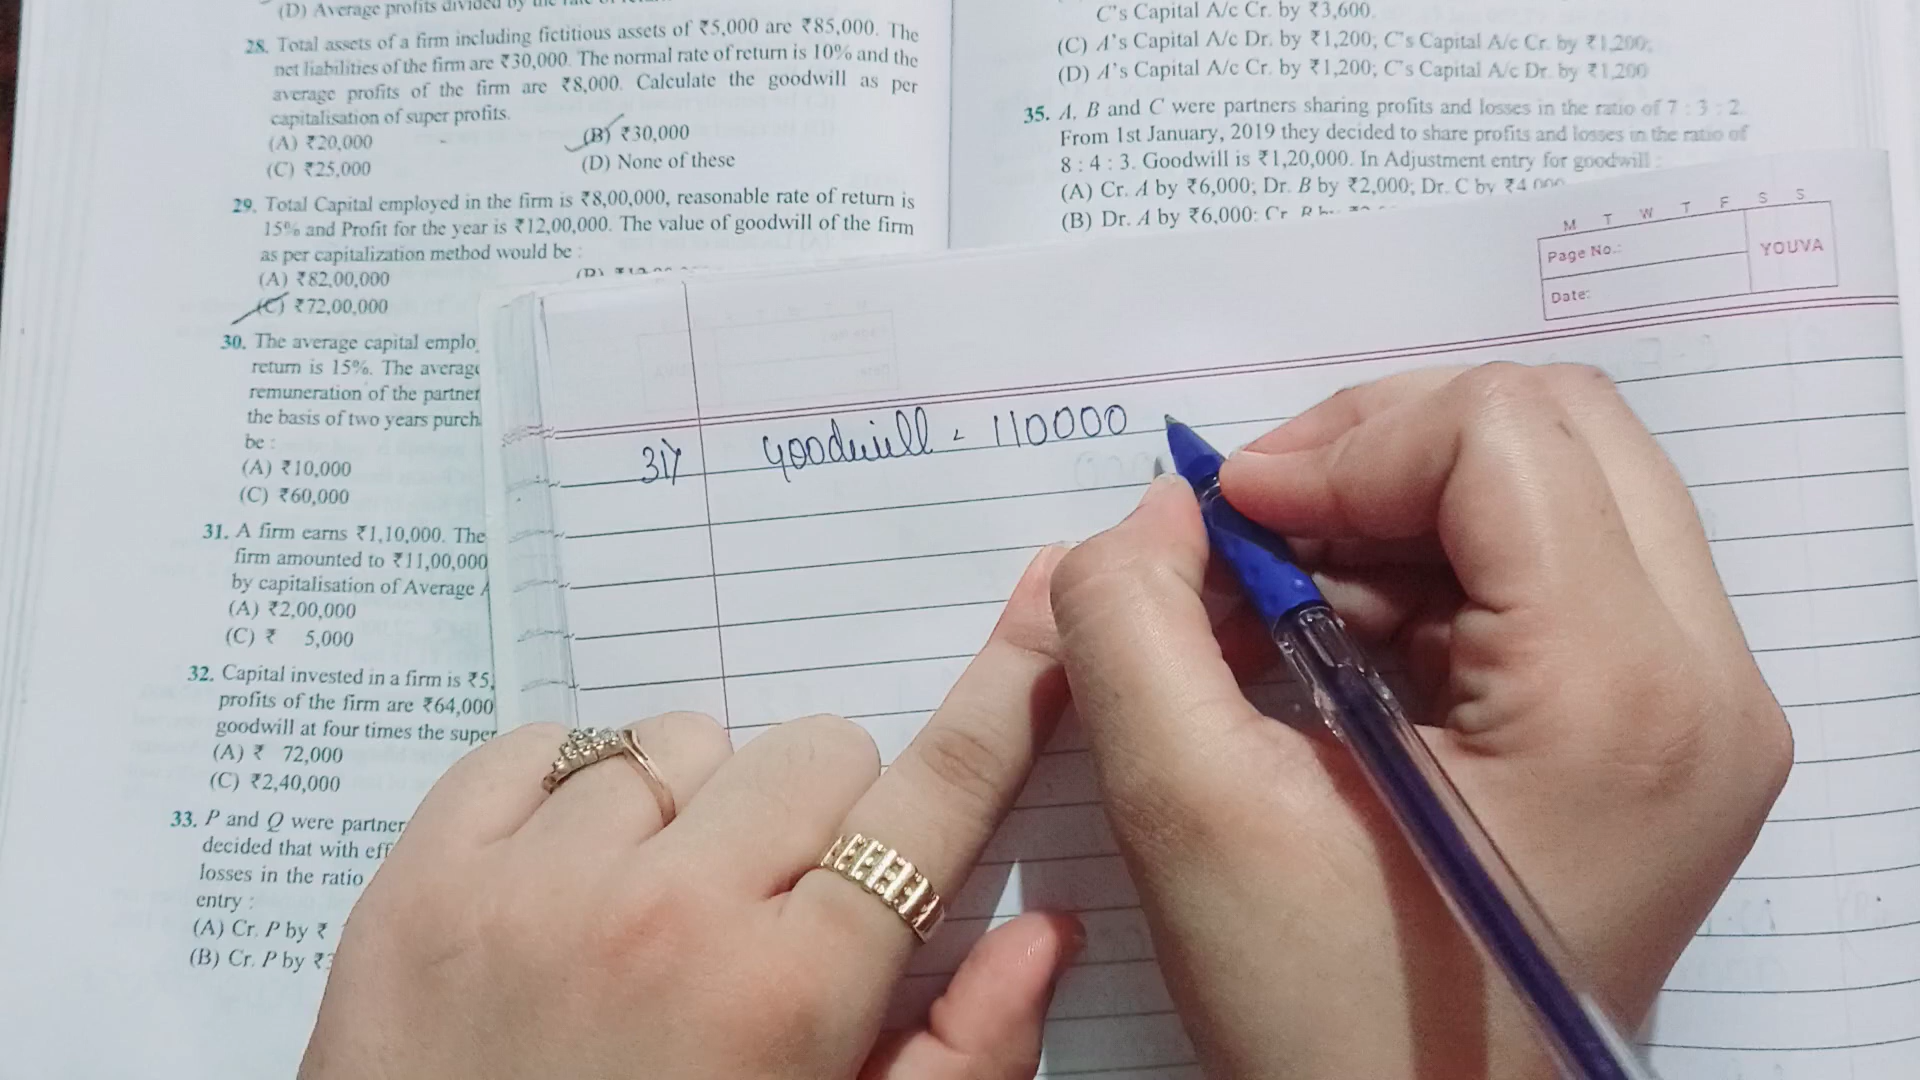 (D) Average profits divided by the rate of
28. Total assets of a firm including fictitious assets of ₹5,000 are ₹85,000. The
net liabilities of the firm are ₹30,000. The normal rate of return is 10% and the
average profits of the firm are ₹8,000. Calculate the goodwill as per
capitalisation of super profits.
(A) ₹20,000 (B) ₹30,000
(C) ₹25,000 (D) None of these
29. Total Capital employed in the firm is ₹8,00,000, reasonable rate of return is
15% and Profit for the year is ₹12,00,000. The value of goodwill of the firm
as per capitalization method would be :
(A) ₹82,00,000
(C) ₹72,00,000
30. The average capital emplo
return is 15%. The average
remuneration of the partner
the basis of two years purch
be :
(A) ₹10,000
(C) ₹60,000
31. A firm earns ₹1,10,000. The
firm amounted to ₹11,00,000
by capitalisation of Average
(A) ₹2,00,000
(C) ₹ 5,000
32. Capital invested in a firm is ₹5,
profits of the firm are ₹64,000
goodwill at four times the super
(A) ₹ 72,000
(C) ₹2,40,000
33. P and Q were partner
decided that with eff
losses in the ratio
entry :
(A) Cr. P by ₹
(B) Cr. P by ₹
C's Capital A/c Cr. by ₹3,600.
(C) A's Capital A/c Dr. by ₹1,200; C's Capital A/c Cr. by ₹1,200;
(D) A's Capital A/c Cr. by ₹1,200; C's Capital A/c Dr. by ₹1,200
35. A, B and C were partners sharing profits and losses in the ratio of 7 : 3 : 2.
From 1st January, 2019 they decided to share profits and losses in the ratio of
8 : 4 : 3. Goodwill is ₹1,20,000. In Adjustment entry for goodwill :
(A) Cr. A by ₹6,000; Dr. B by ₹2,000; Dr. C by ₹4
(B) Dr. A by ₹6,000; Cr
M T W T F S S
Page No.: YOUVA
Date:
31) Goodwill = 110000